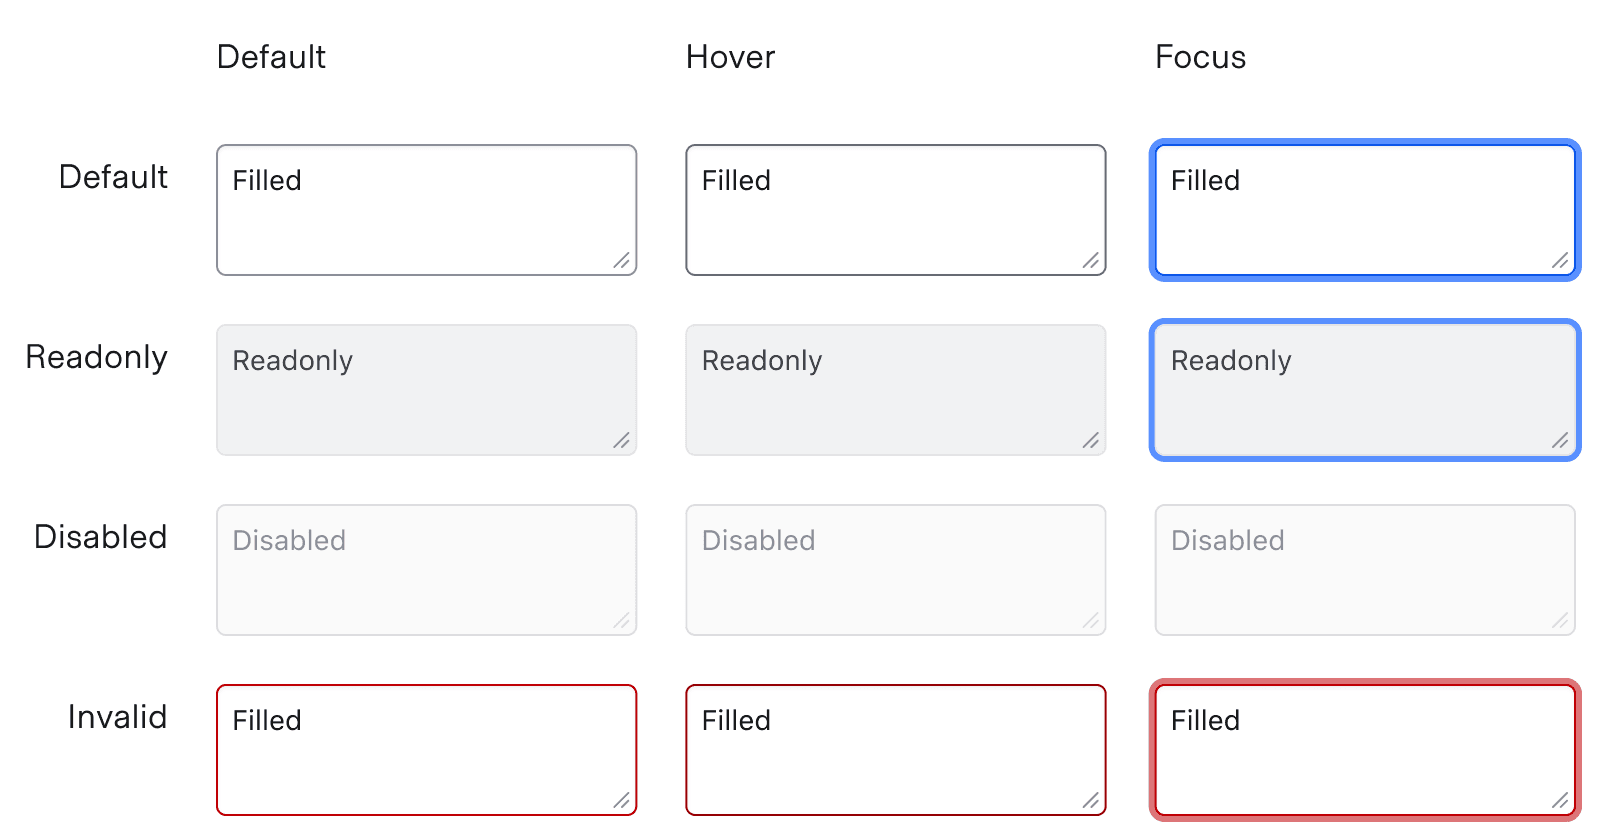 Default Hover Focus
Default Filled Filled Filled
Readonly Readonly Readonly Readonly
Disabled Disabled Disabled Disabled
Invalid Filled Filled Filled